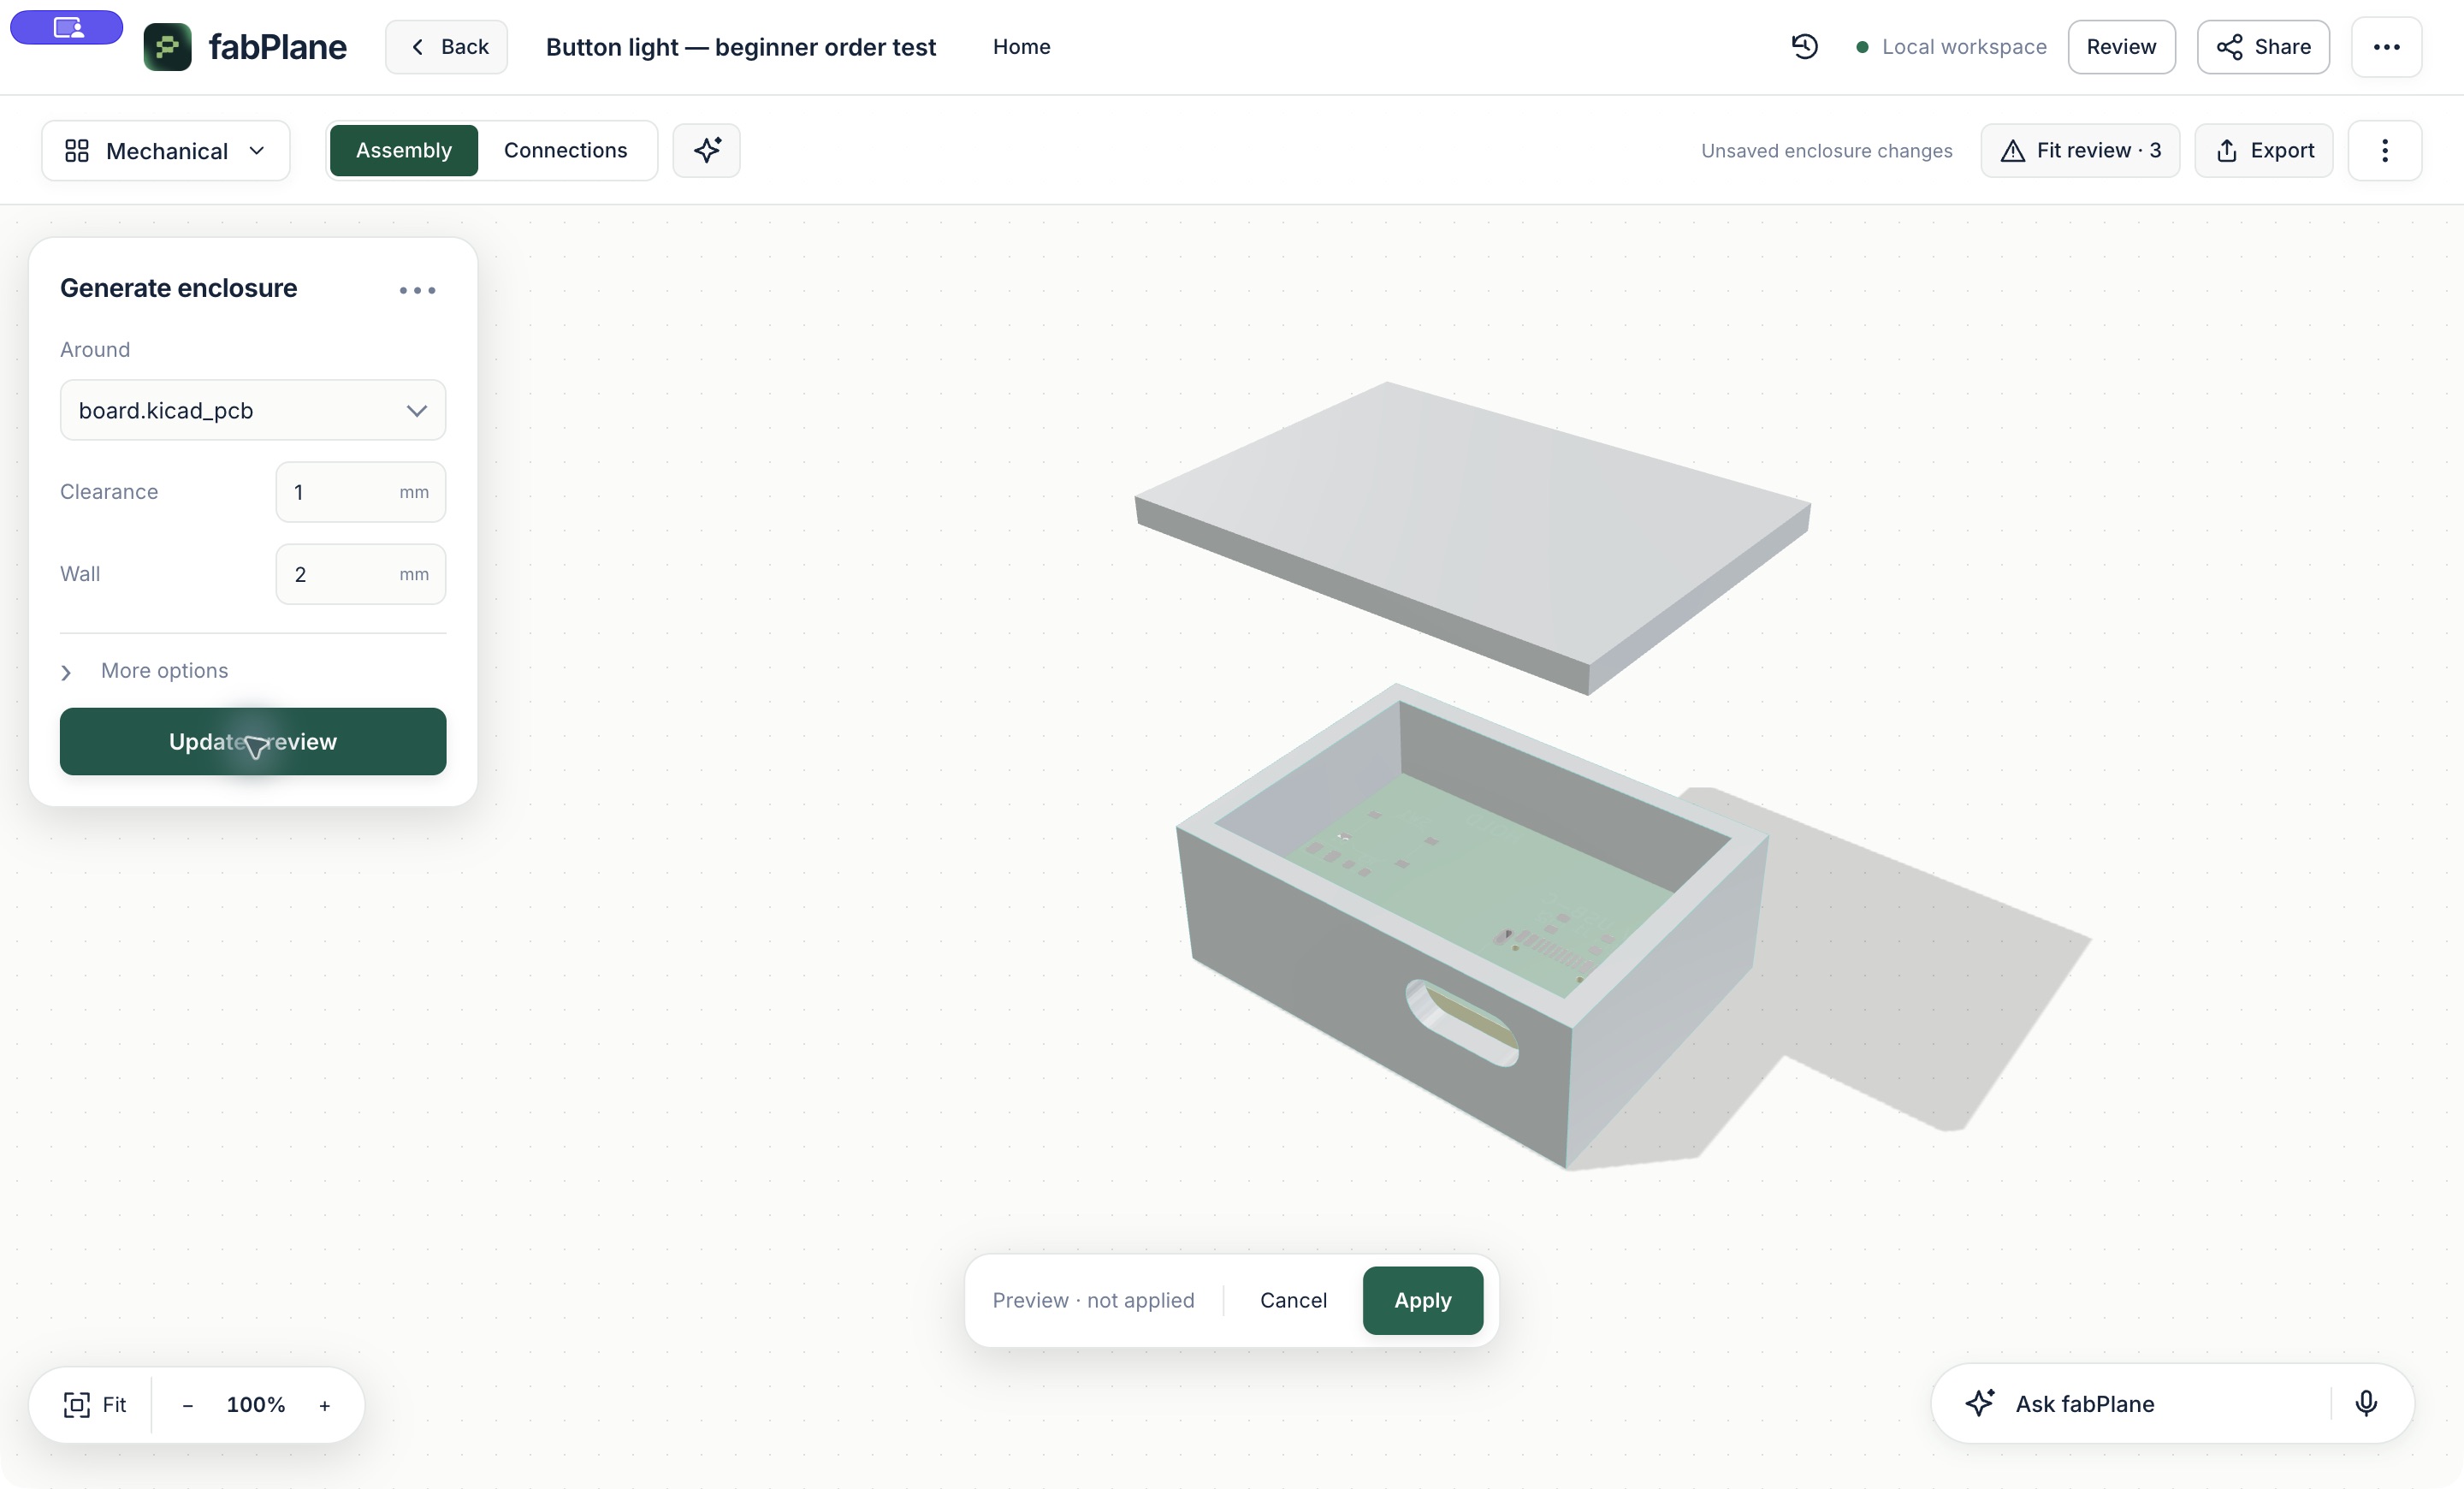 fabPlane
Back
Button light — beginner order test
Home
Local workspace
Review
Share
Mechanical
Assembly
Connections
Unsaved enclosure changes
Fit review · 3
Export
Generate enclosure
Around
board.kicad_pcb
Clearance
1 mm
Wall
2 mm
More options
Update preview
Preview · not applied
Cancel
Apply
Fit
− 100% +
Ask fabPlane